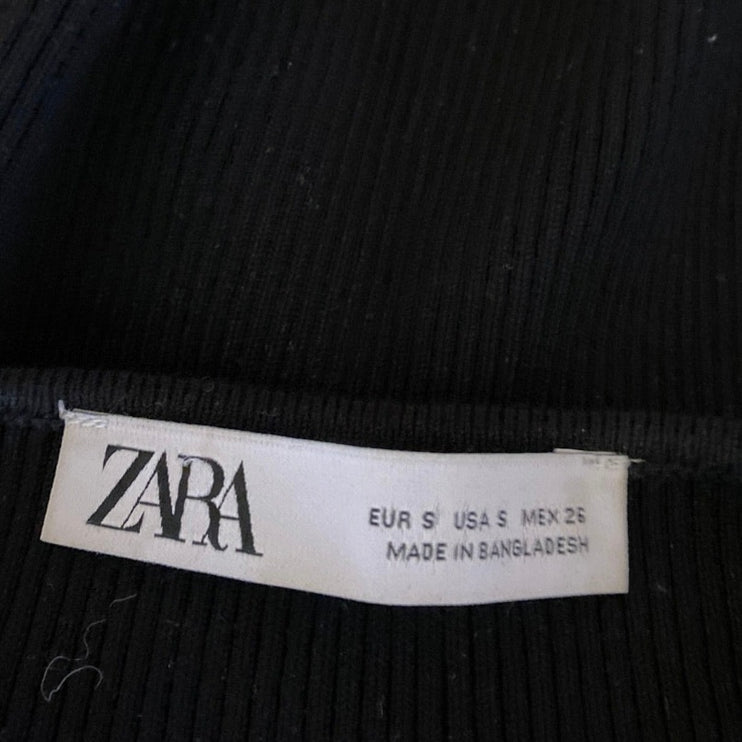 ZARA
EUR S USA S MEX 26
MADE IN BANGLADESH